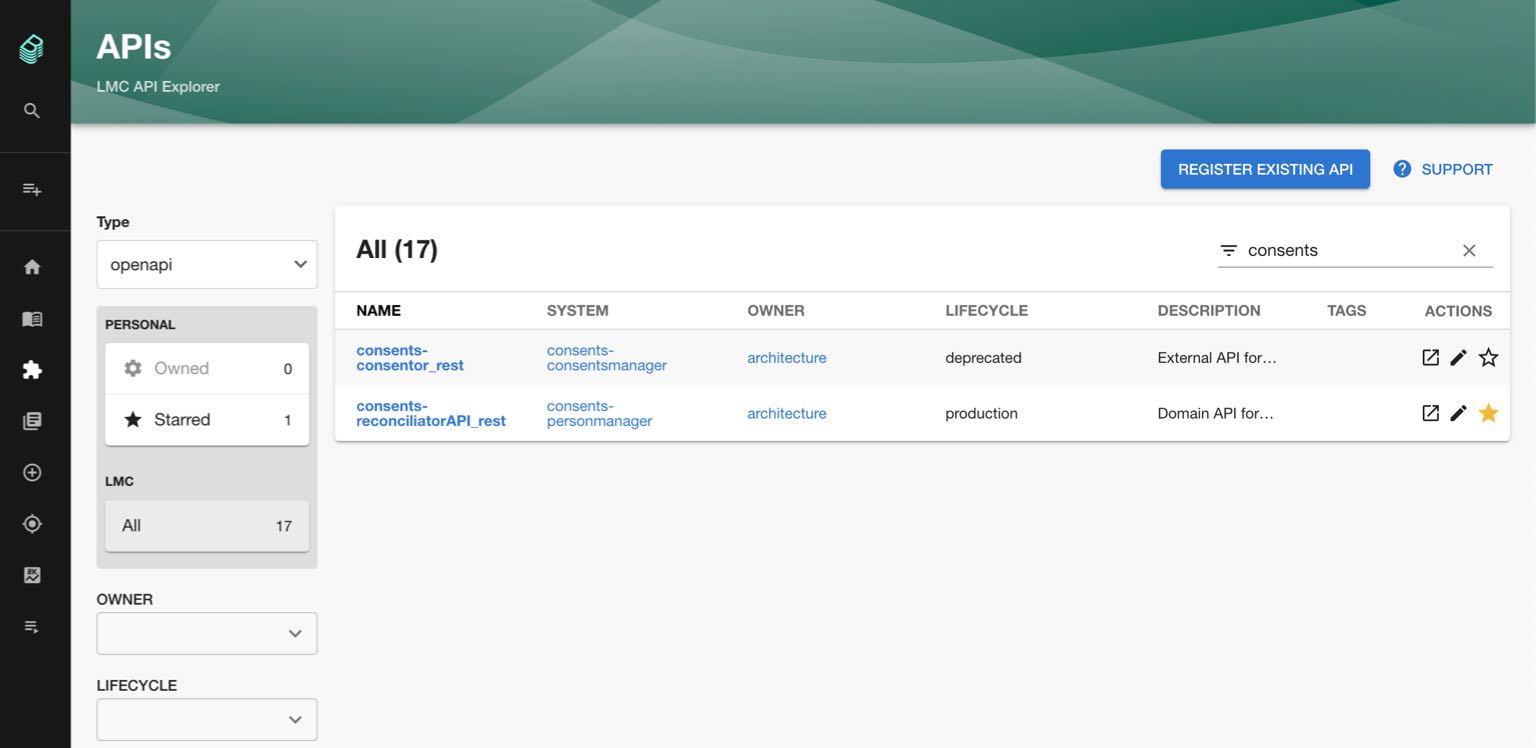 APIs
LMC API Explorer
REGISTER EXISTING API
? SUPPORT
Type
openapi
PERSONAL
Owned 0
Starred 1
LMC
All 17
OWNER
LIFECYCLE
All (17)
consents
NAME SYSTEM OWNER LIFECYCLE DESCRIPTION TAGS ACTIONS
consents-
consentor_rest
consents-
consentsmanager
architecture
deprecated
External API for…
consents-
reconciliatorAPI_rest
consents-
personmanager
architecture
production
Domain API for…